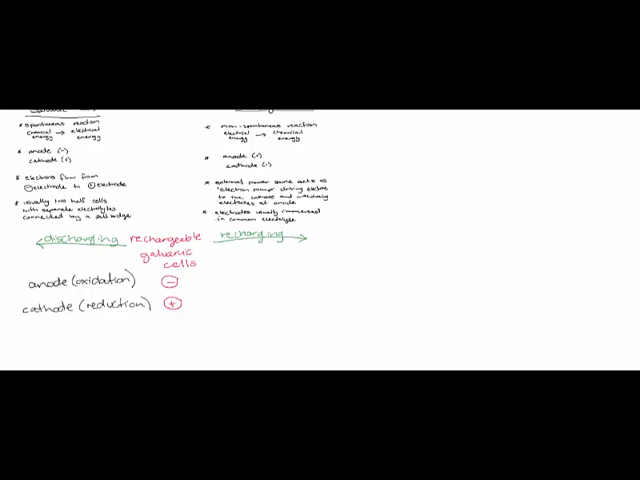 * spontaneous reaction
chemical energy → electrical energy
* anode (-)
cathode (+)
* electrons flow from
⊖electrode to ⊕electrode
* usually two half cells
with separate electrolytes
connected by a salt bridge
* non-spontaneous reaction
electrical energy → chemical energy
* anode (+)
cathode (-)
* external power source acts as
'electron pump' driving electrons
to the cathode and
electrodes at anode
* electrodes usually immersed
in common electrolyte
discharging rechargeable recharging
galvanic
cells
anode (oxidation) ⊖
cathode (reduction) ⊕